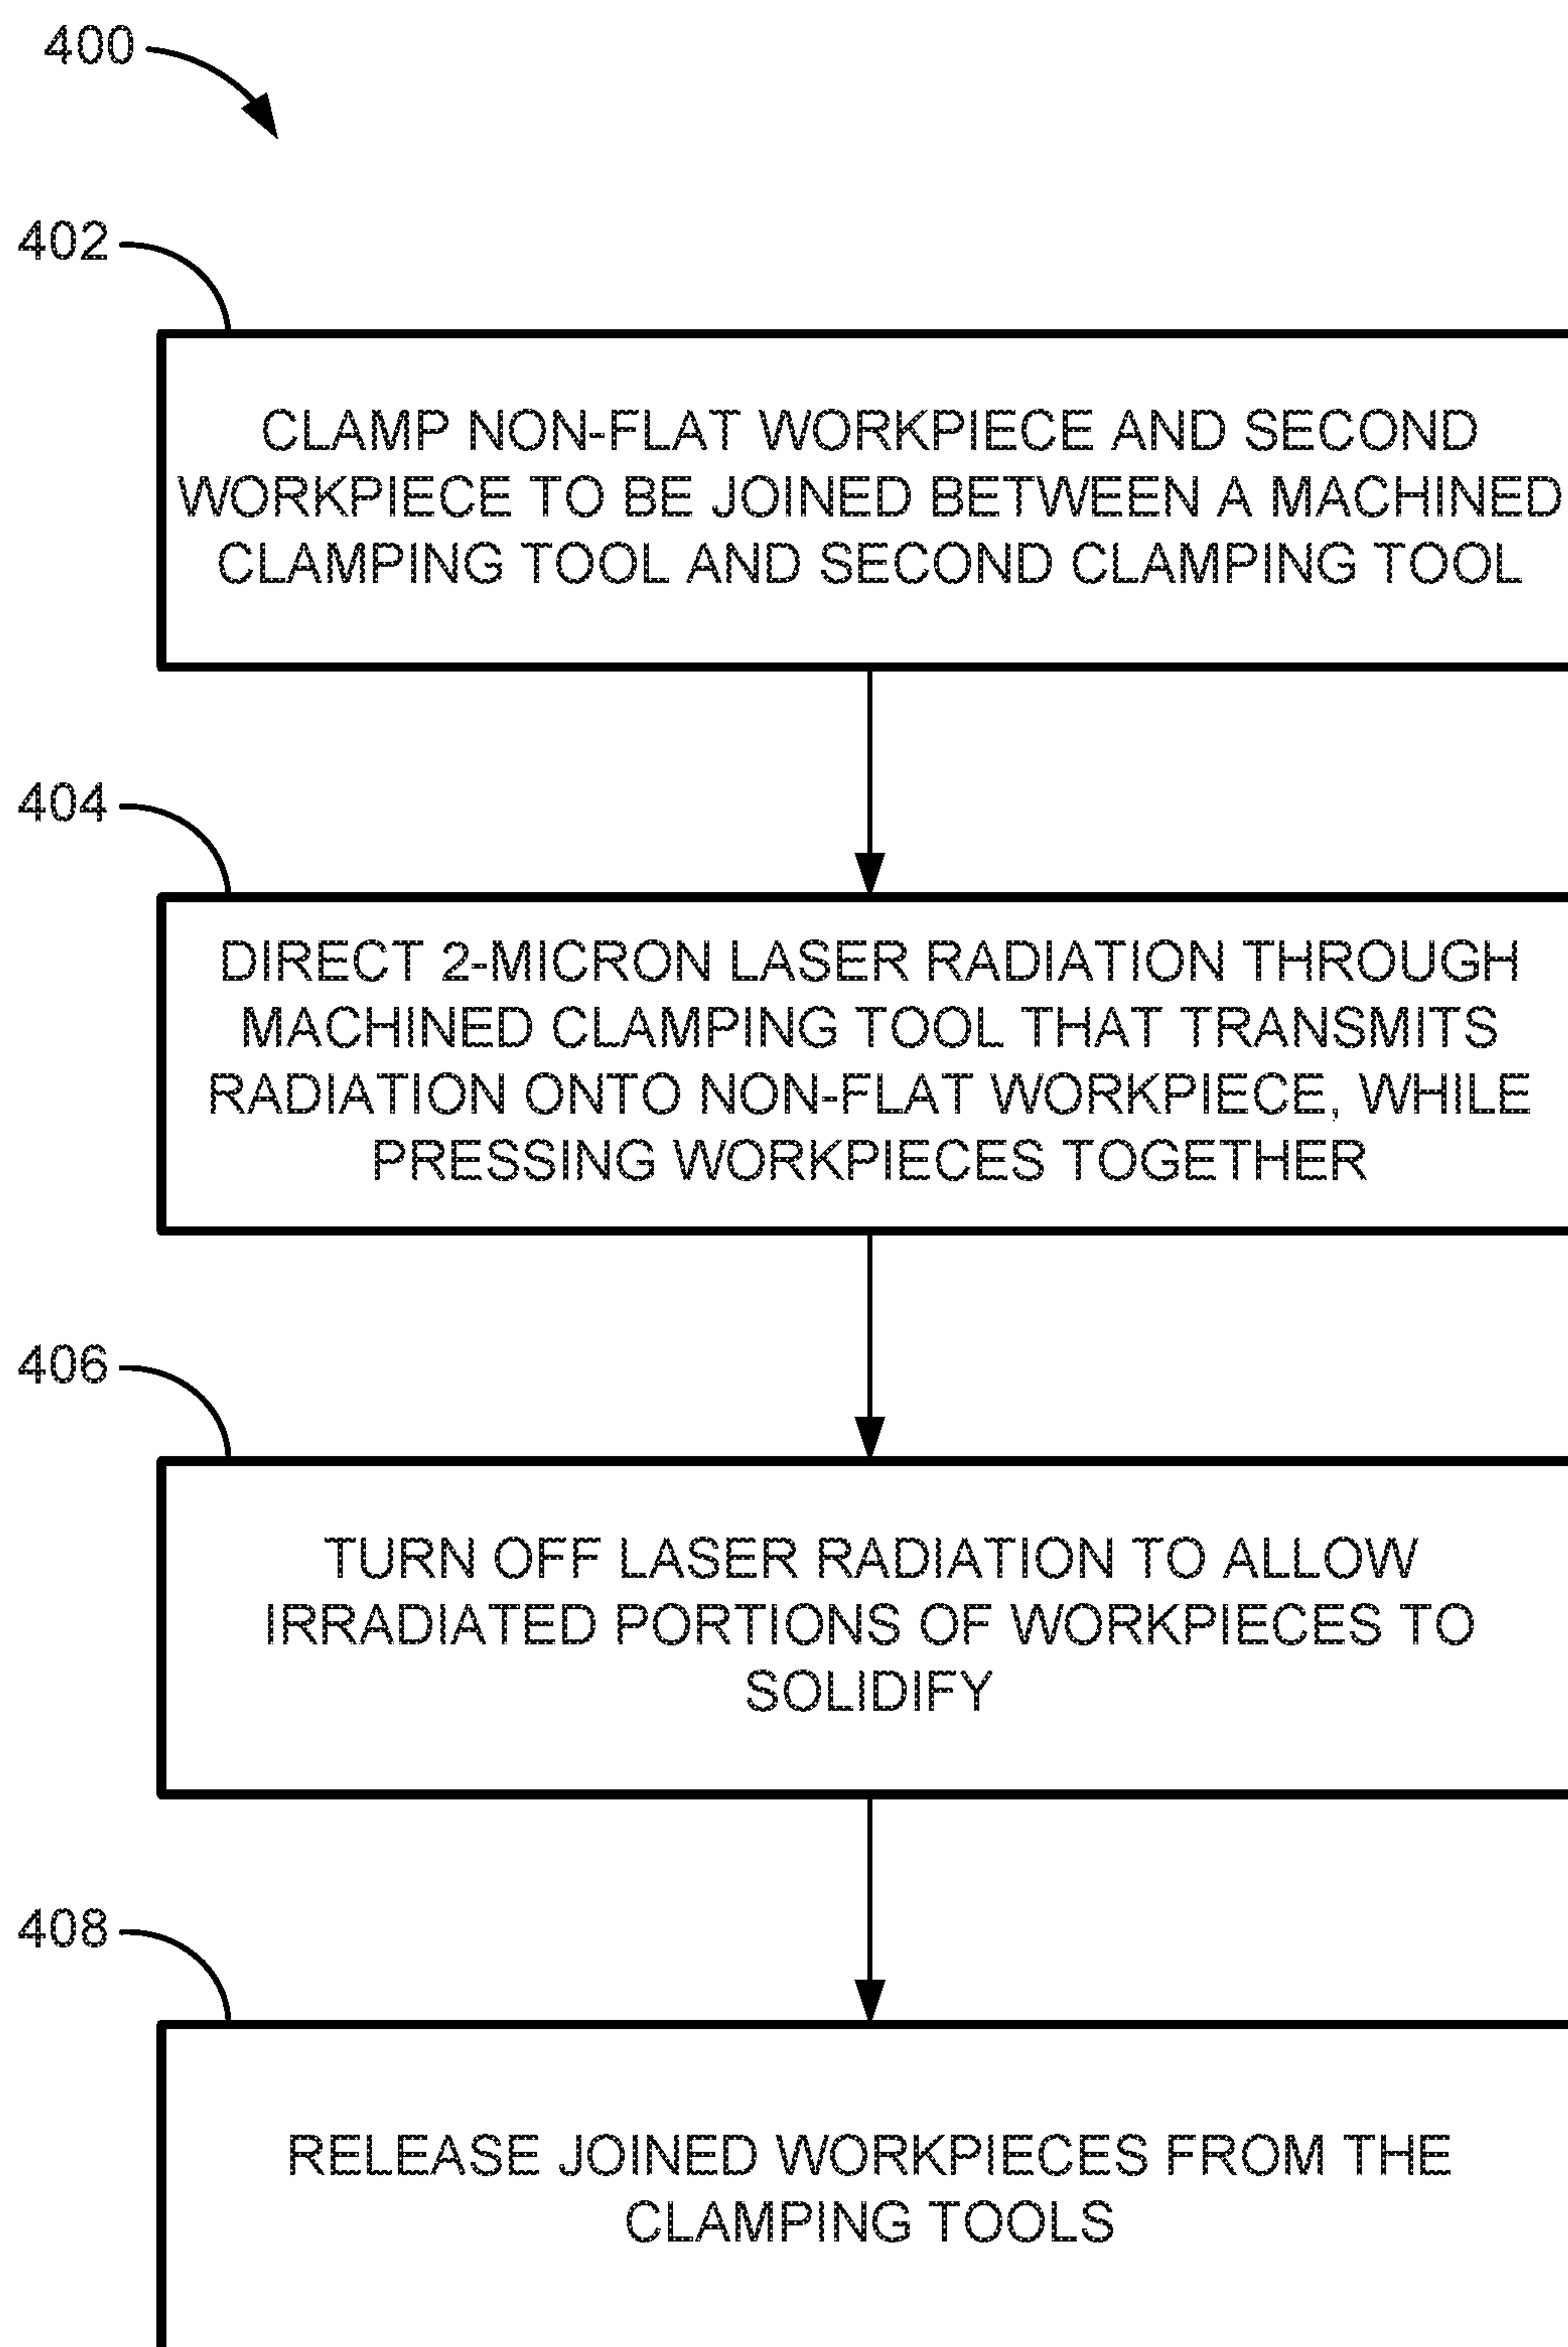 400
402
CLAMP NON-FLAT WORKPIECE AND SECOND
WORKPIECE TO BE JOINED BETWEEN A MACHINED
CLAMPING TOOL AND SECOND CLAMPING TOOL
404
DIRECT 2-MICRON LASER RADIATION THROUGH
MACHINED CLAMPING TOOL THAT TRANSMITS
RADIATION ONTO NON-FLAT WORKPIECE, WHILE
PRESSING WORKPIECES TOGETHER
406
TURN OFF LASER RADIATION TO ALLOW
IRRADIATED PORTIONS OF WORKPIECES TO
SOLIDIFY
408
RELEASE JOINED WORKPIECES FROM THE
CLAMPING TOOLS